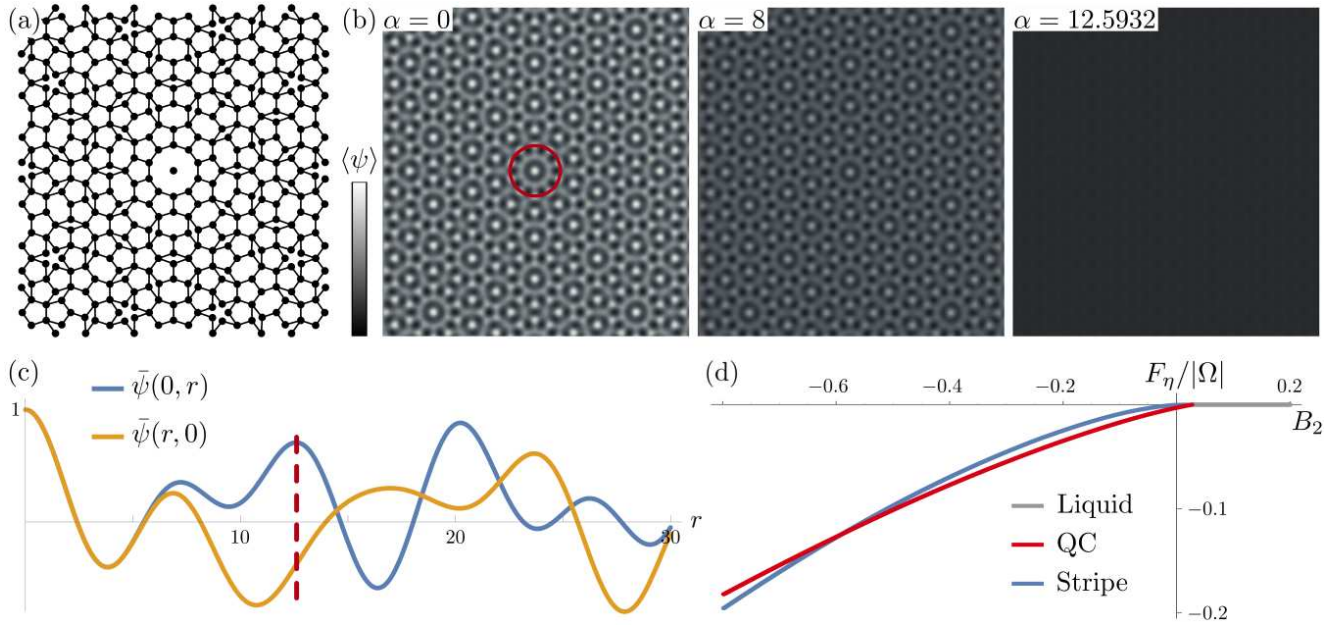 (a)
⟨ψ⟩
(b)
α = 0
α = 8
α = 12.5932
(c)
ψ̄(0, r)
ψ̄(r, 0)
1
10
20
30
r
(d)
−0.6
−0.4
−0.2
0.2
F_η/|Ω|
B₂
−0.1
−0.2
Liquid
QC
Stripe